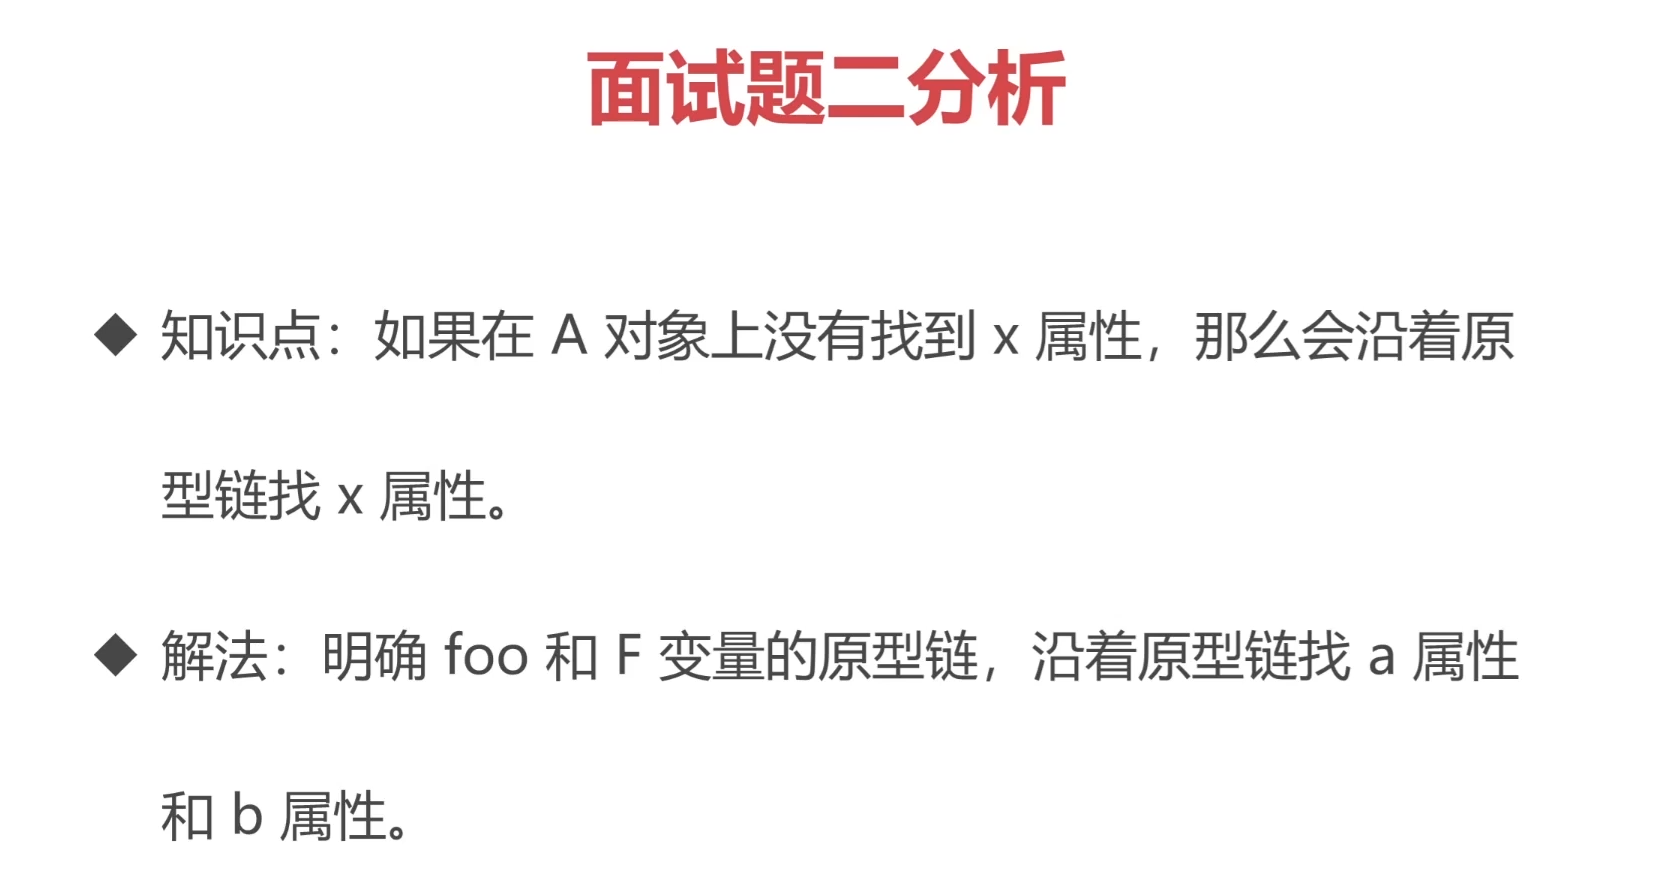 面试题二分析
◆ 知识点：如果在 A 对象上没有找到 x 属性，那么会沿着原
型链找 x 属性。
◆ 解法：明确 foo 和 F 变量的原型链，沿着原型链找 a 属性
和 b 属性。